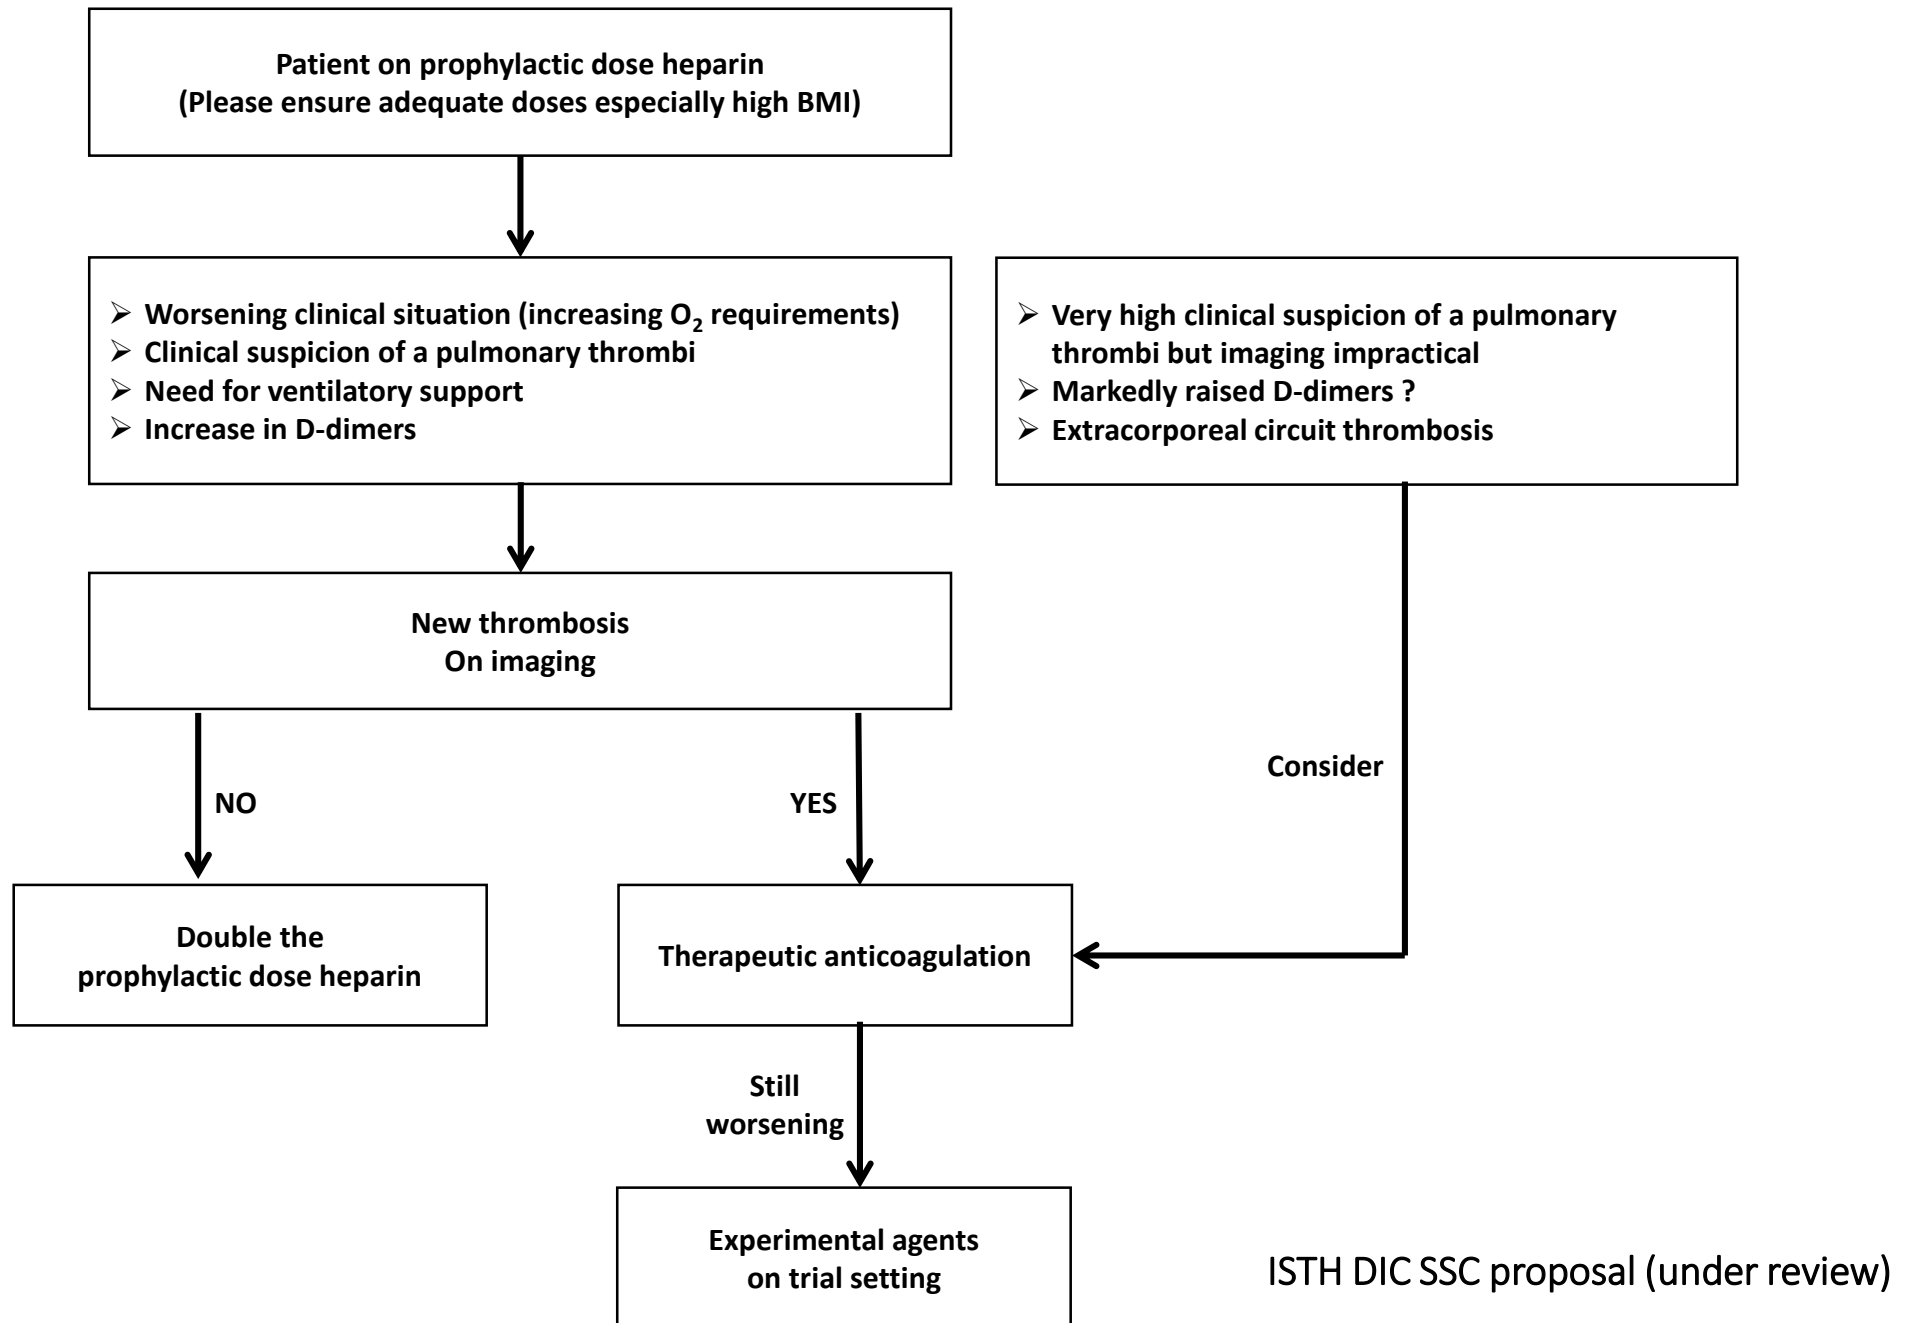 Patient on prophylactic dose heparin
(Please ensure adequate doses especially high BMI)
➢ Worsening clinical situation (increasing O₂ requirements)
➢ Clinical suspicion of a pulmonary thrombi
➢ Need for ventilatory support
➢ Increase in D-dimers
➢ Very high clinical suspicion of a pulmonary
thrombi but imaging impractical
➢ Markedly raised D-dimers ?
➢ Extracorporeal circuit thrombosis
New thrombosis
On imaging
NO
YES
Consider
Double the
prophylactic dose heparin
Therapeutic anticoagulation
Still
worsening
Experimental agents
on trial setting
ISTH DIC SSC proposal (under review)